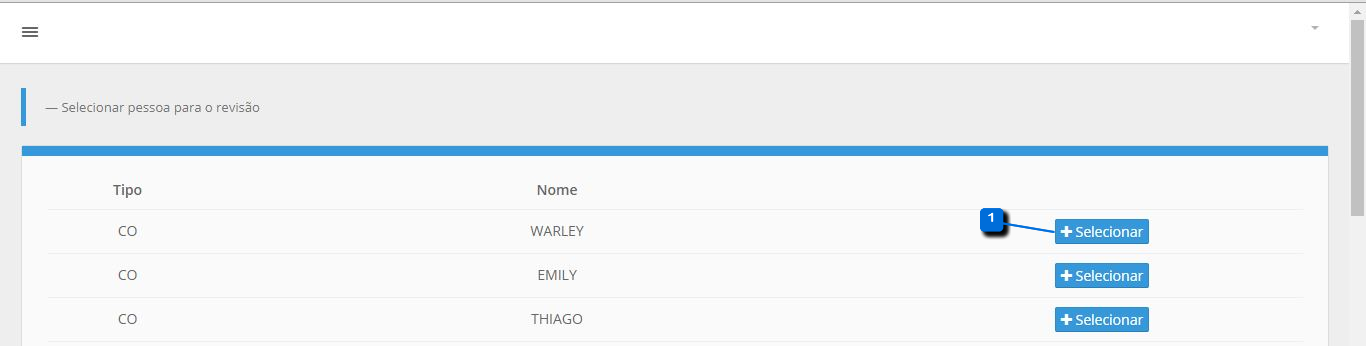 — Selecionar pessoa para o revisão
Tipo Nome
CO WARLEY 1 Selecionar
CO EMILY Selecionar
CO THIAGO Selecionar